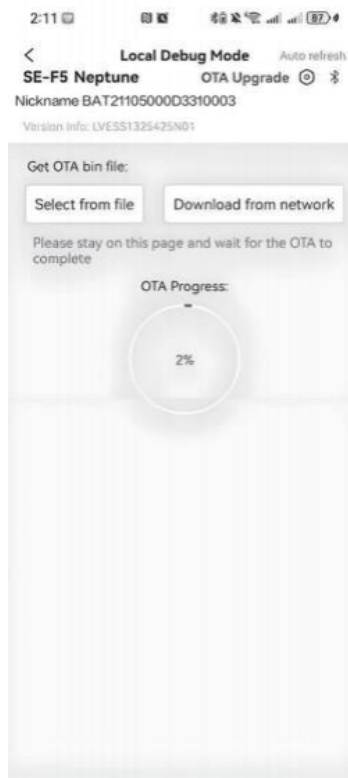 2:11 87
Local Debug Mode Auto refresh
SE-F5 Neptune OTA Upgrade
Nickname BAT21105000D3310003
Version info: LVESS1325425N01
Get OTA bin file:
Select from file Download from network
Please stay on this page and wait for the OTA to
complete
OTA Progress:
2%